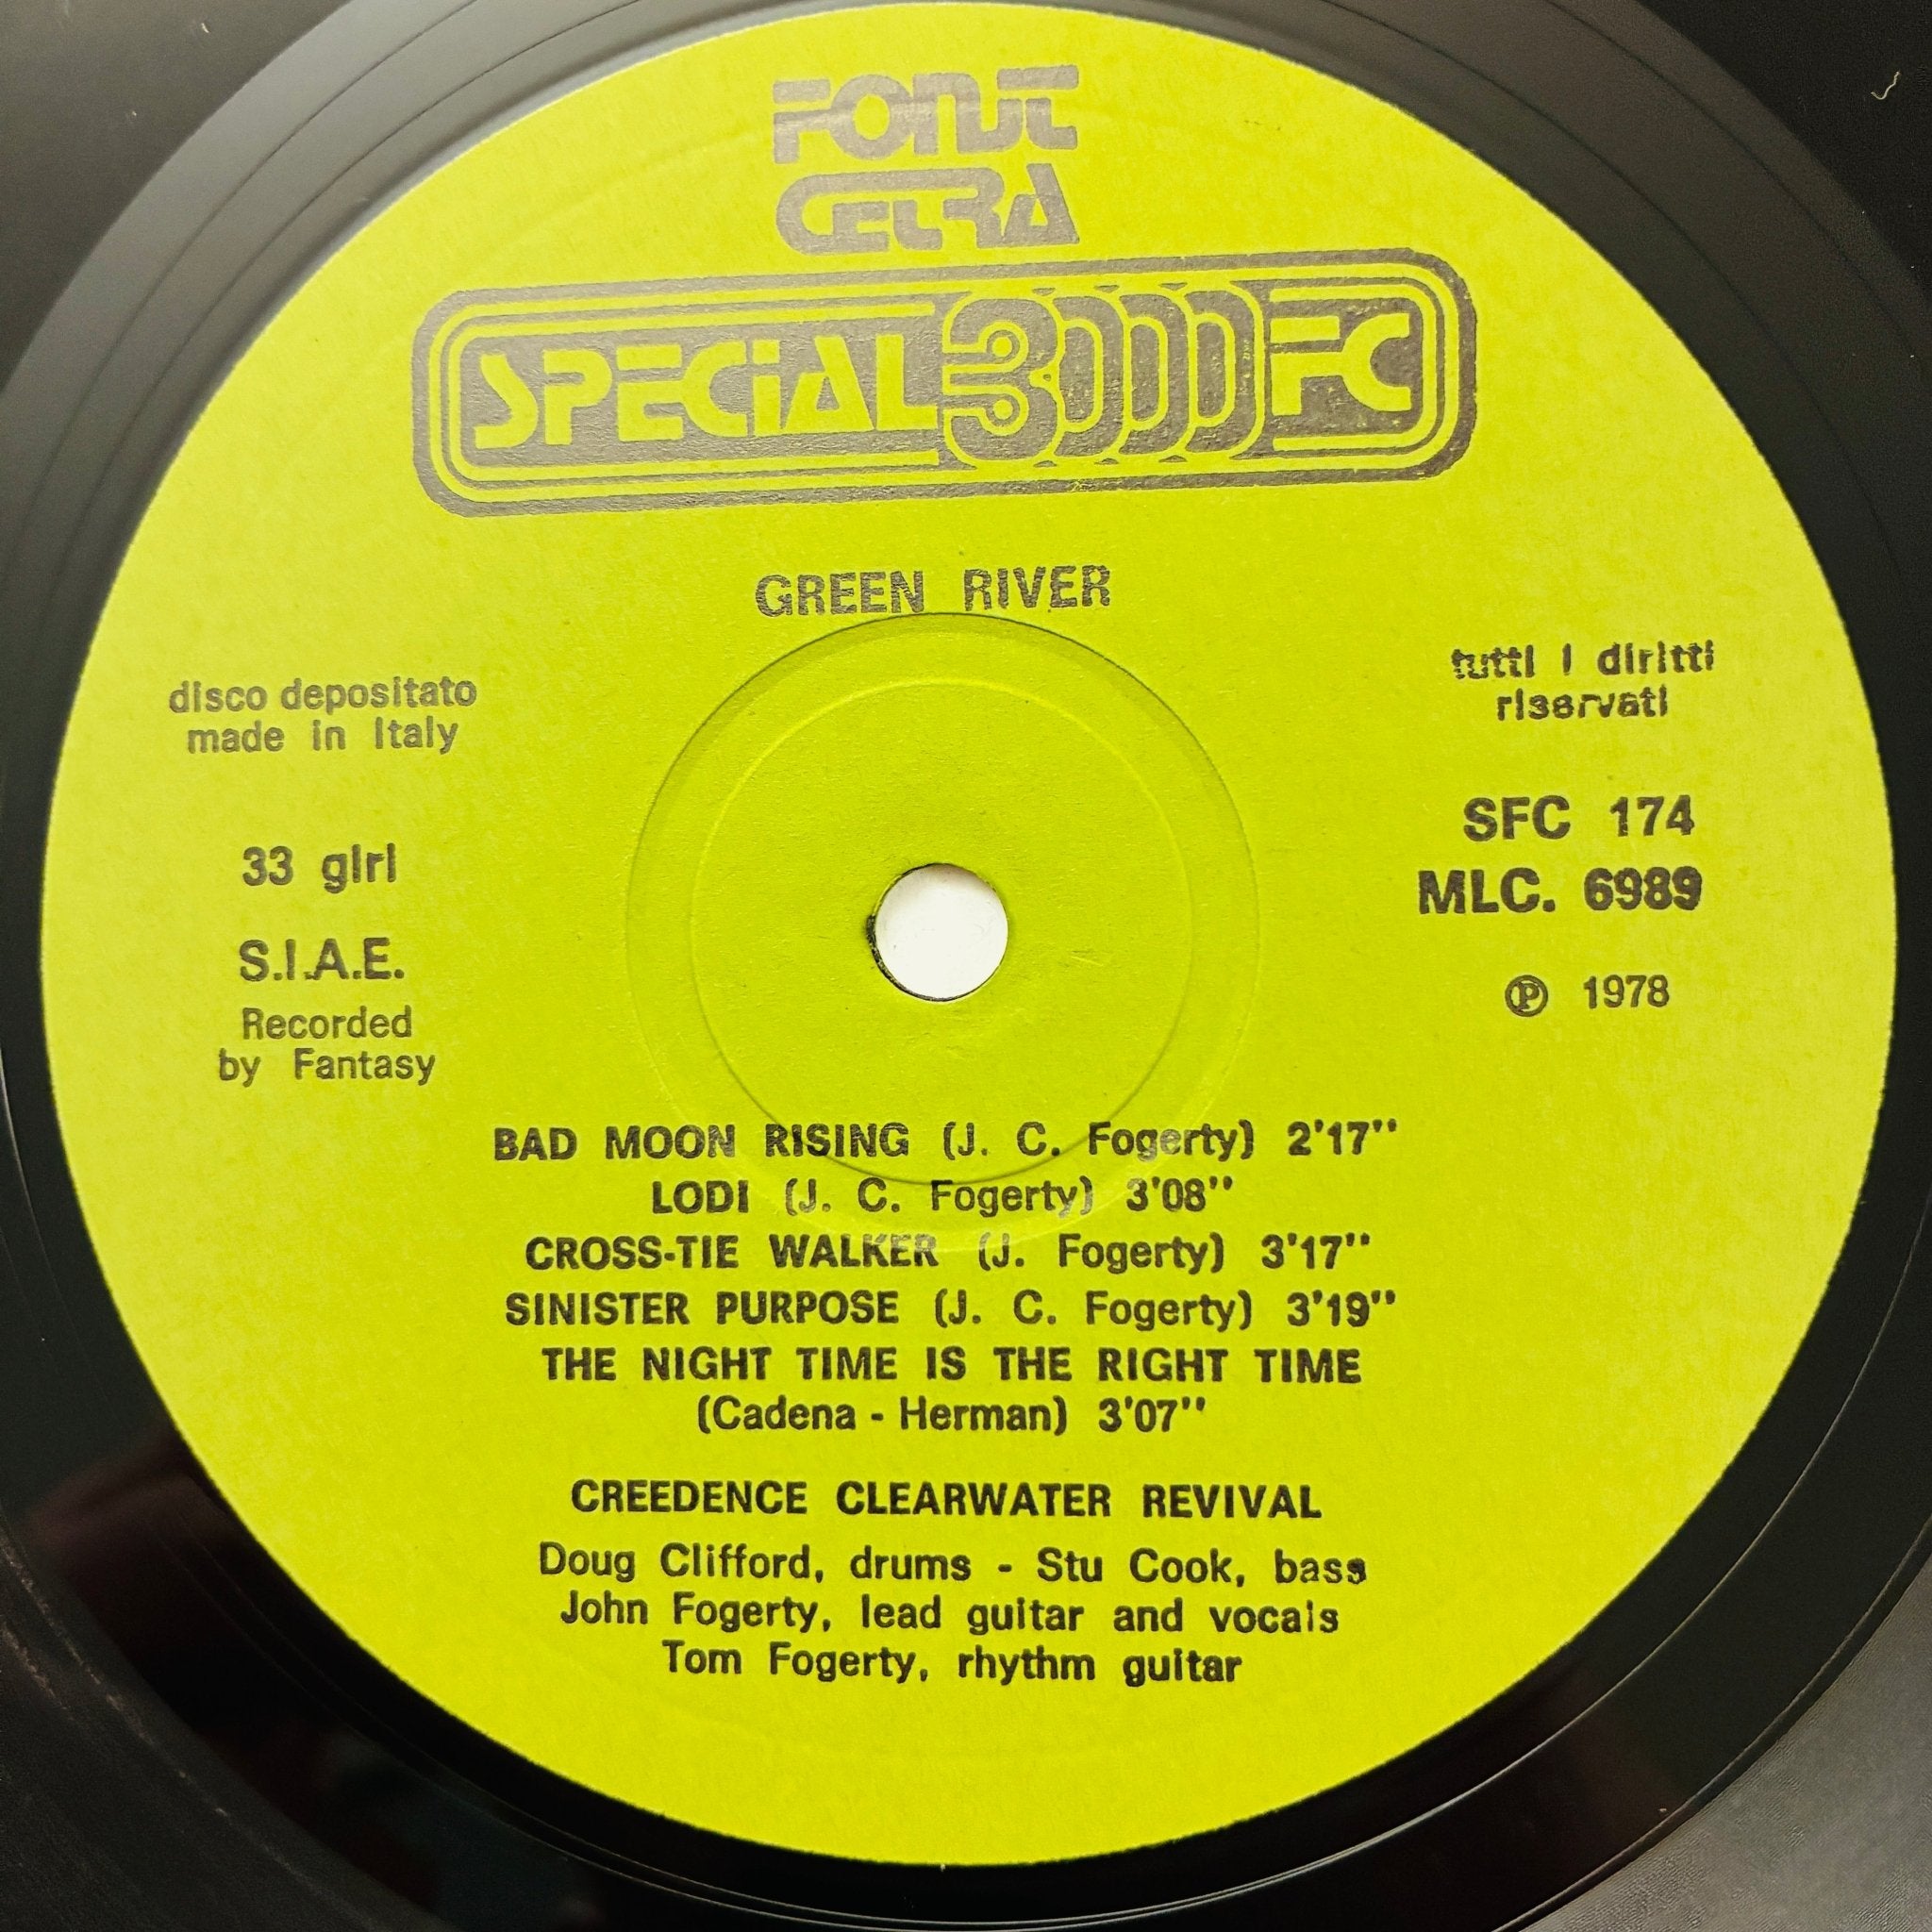 FONIT
CETRA
SPECIAL 3000 FC
GREEN RIVER
disco depositato
made in Italy
tutti i diritti
riservati
33 giri
S.I.A.E.
Recorded
by Fantasy
SFC 174
MLC. 6989
Ⓟ 1978
BAD MOON RISING (J. C. Fogerty) 2'17''
LODI (J. C. Fogerty) 3'08''
CROSS-TIE WALKER (J. Fogerty) 3'17''
SINISTER PURPOSE (J. C. Fogerty) 3'19''
THE NIGHT TIME IS THE RIGHT TIME
(Cadena - Herman) 3'07''
CREEDENCE CLEARWATER REVIVAL
Doug Clifford, drums - Stu Cook, bass
John Fogerty, lead guitar and vocals
Tom Fogerty, rhythm guitar